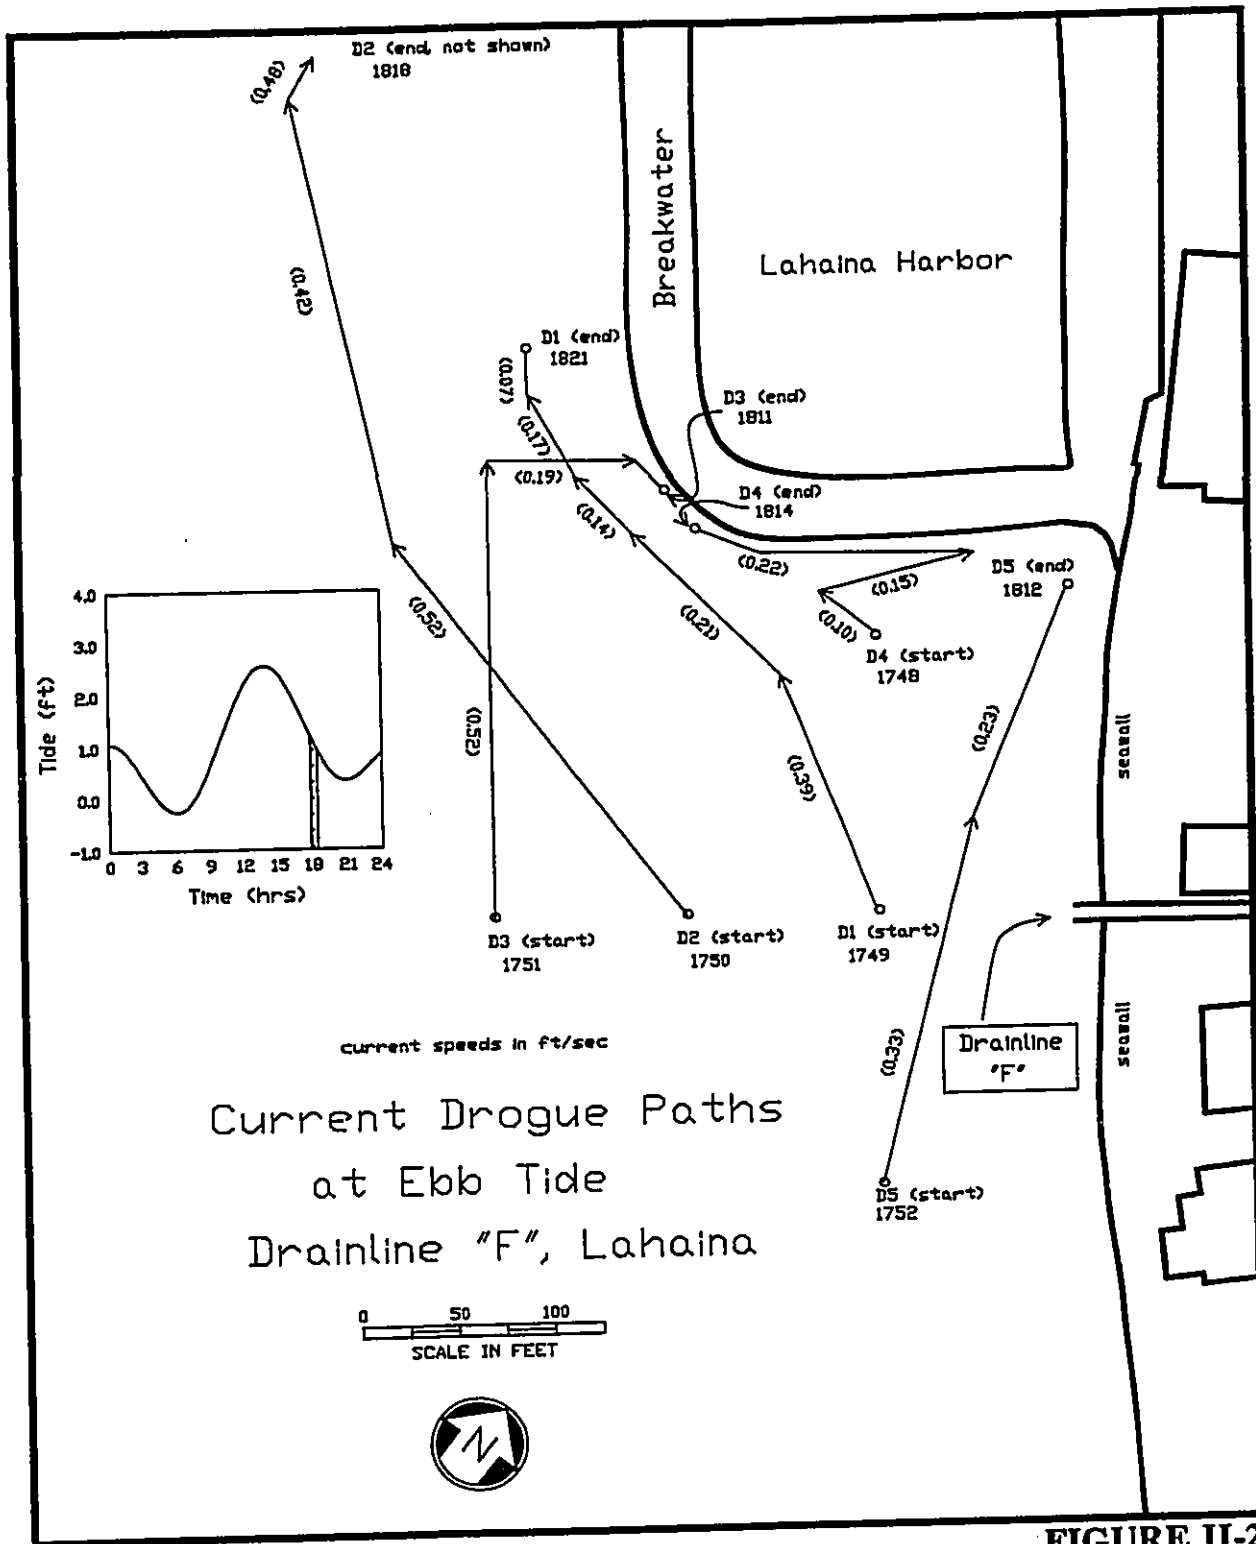 D2 (end, not shown)
1818
(0.48)
Breakwater
Lahaina Harbor
(0.42)
D1 (end)
1821
(0.07)
D3 (end)
1811
(0.17)
(0.19)
D4 (end)
1814
(0.14)
(0.22)
D5 (end)
1812
(0.15)
(0.10)
(0.52)
(0.21)
D4 (start)
1748
4.0
3.0
2.0
1.0
0.0
-1.0
Tide (ft)
0 3 6 9 12 15 18 21 24
Time (hrs)
(0.52)
(0.39)
(0.23)
seawall
D3 (start)
1751
D2 (start)
1750
D1 (start)
1749
seawall
(0.33)
Drainline
"F"
current speeds in ft/sec
Current Drogue Paths
at Ebb Tide
Drainline "F", Lahaina
D5 (start)
1752
0 50 100
SCALE IN FEET
N
FIGURE II-2